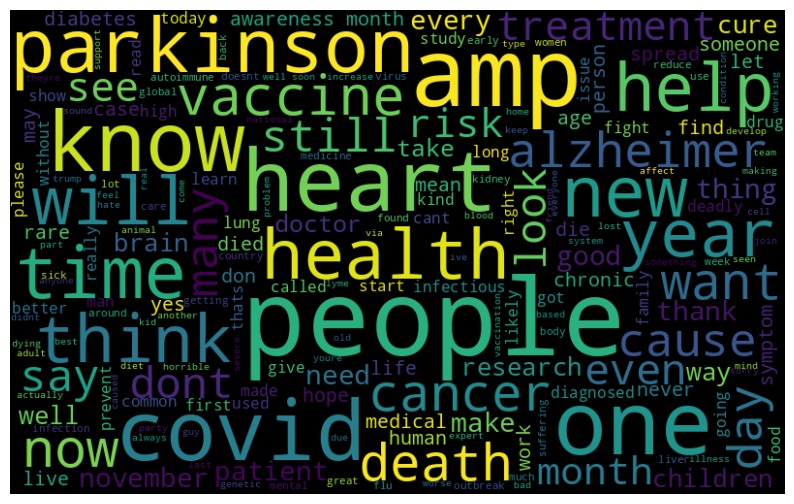 diabetes
today
awareness month
every
treatment
cure
parkinson
amp
help
read
support
back
study
early
type
women
someone
theyre
see
autoimmune
doesnt
well
soon
increase
virus
spread
let
show
global
vaccine
issue
person
reduce
use
condition
working
case
high
sound
still
risk
age
fight
find
drug
develop
may
know
national
home
keep
team
without
take
long
alzheimer
affect
making
please
trump
real
medicine
mean
kidney
lot
feel
hate
come
learn
heart
problem
kind
look
new
thing
will
many
care
lung
doctor
found
blood
cant
right
everyone
cell
rare
part
brain
died
via
die
lost
deadly
join
really
animal
don
country
health
live
good
system
something
year
time
sick
anyone
called
start
infectious
lyme
chronic
week
seen
man
yes
getting
thats
likely
got
family
want
better
didnt
around
kid
another
people
old
based
body
vaccination
thank
symptom
think
dying
adult
best
diet
horrible
severe
give
youre
cause
say
actually
caused
dont
made
life
need
research
even
way
mind
prevent
common
used
hope
cancer
diagnosed
never
sorry
well
infection
first
party
guy
due
medical
make
suffering
going
food
now
covid
always
human
expert
work
one
day
live
november
last
genetic
mental
patient
great
flu
death
worse
outbreak
much
bad
month
liver
illness
children